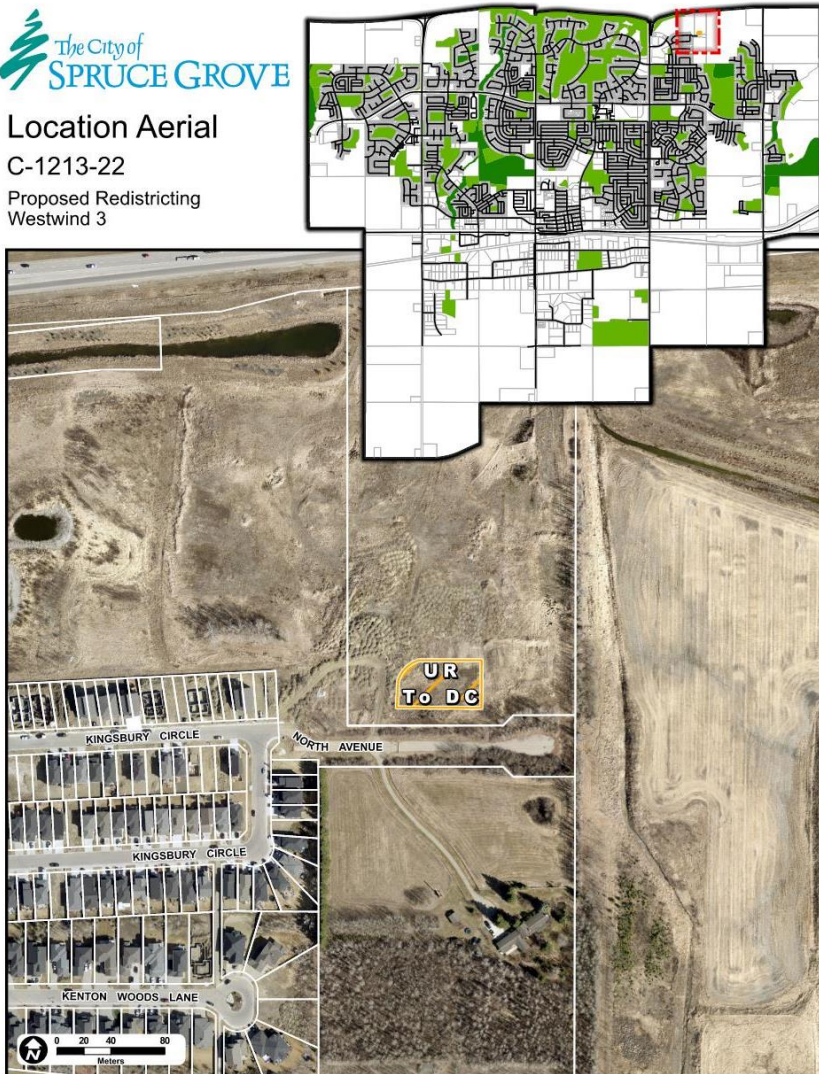 The City of
SPRUCE GROVE
Location Aerial
C-1213-22
Proposed Redistricting
Westwind 3
UR
To DC
KINGSBURY CIRCLE
NORTH AVENUE
KINGSBURY CIRCLE
KENTON WOODS LANE
N
0 20 40 80
Meters